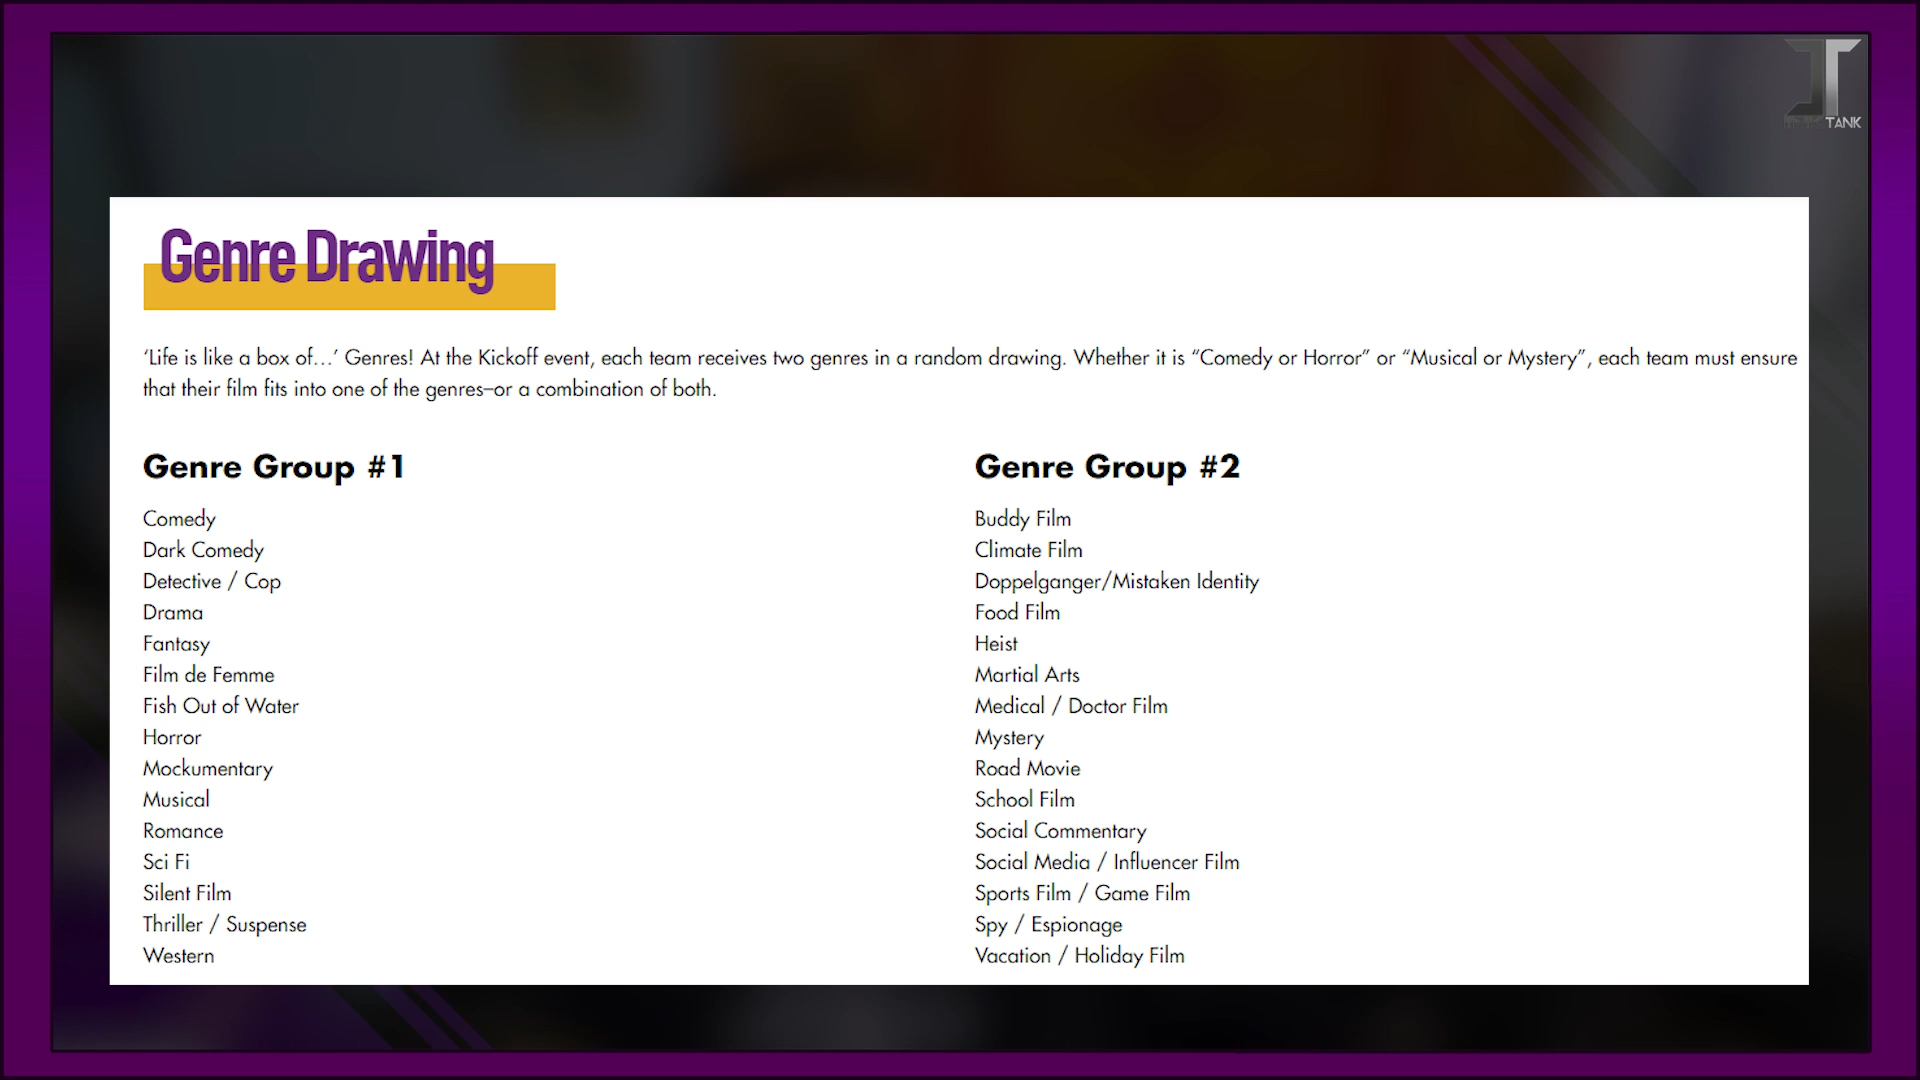 TANK
Genre Drawing
‘Life is like a box of…’ Genres! At the Kickoff event, each team receives two genres in a random drawing. Whether it is “Comedy or Horror” or “Musical or Mystery”, each team must ensure
that their film fits into one of the genres–or a combination of both.
Genre Group #1
Comedy
Dark Comedy
Detective / Cop
Drama
Fantasy
Film de Femme
Fish Out of Water
Horror
Mockumentary
Musical
Romance
Sci Fi
Silent Film
Thriller / Suspense
Western
Genre Group #2
Buddy Film
Climate Film
Doppelganger/Mistaken Identity
Food Film
Heist
Martial Arts
Medical / Doctor Film
Mystery
Road Movie
School Film
Social Commentary
Social Media / Influencer Film
Sports Film / Game Film
Spy / Espionage
Vacation / Holiday Film